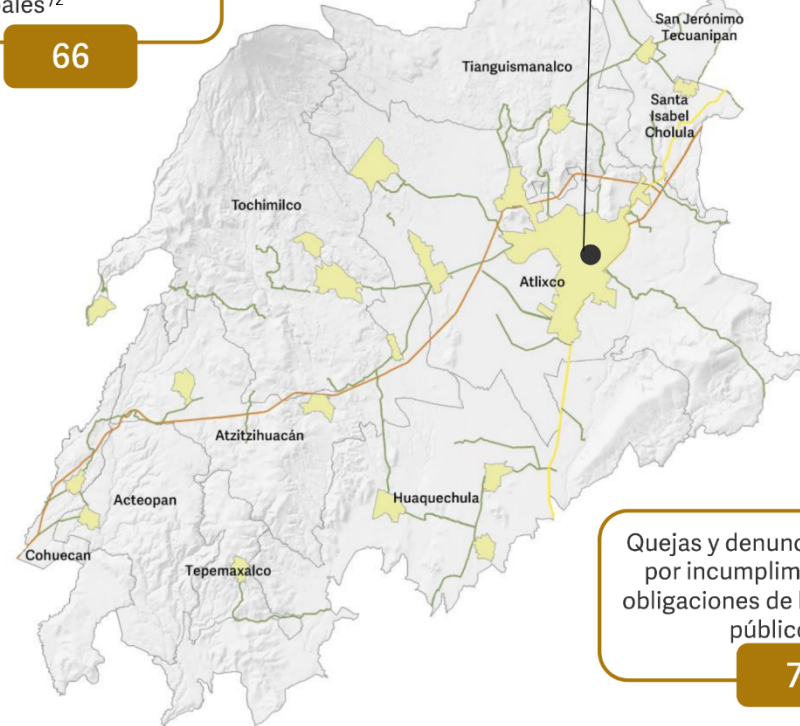 66
San Jerónimo
Tecuanipan
Tianguismanalco
Santa
Isabel
Cholula
Tochimilco
Atlixco
Atzitzihuacán
Huaquechula
Acteopan
Cohuecan
Tepemaxalco
Quejas y denunc
por incumplim
obligaciones de
público
7